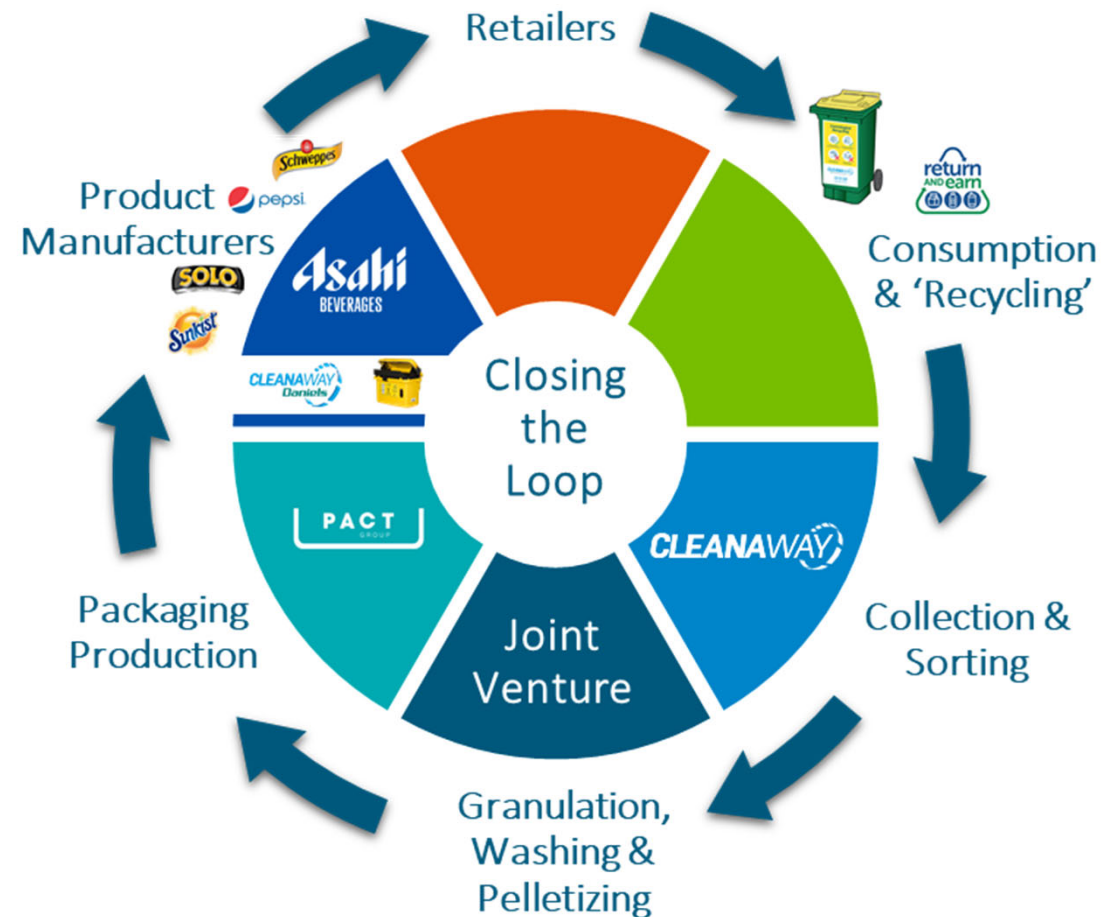 Retailers
Schweppes
Product
pepsi
Manufacturers
SOLO
Sunkist
Asahi
BEVERAGES
return
AND earn
Consumption
& ‘Recycling’
CLEANAWAY
Daniels
Closing
the
Loop
PACT
GROUP
CLEANAWAY
Packaging
Production
Joint
Venture
Collection &
Sorting
Granulation,
Washing &
Pelletizing